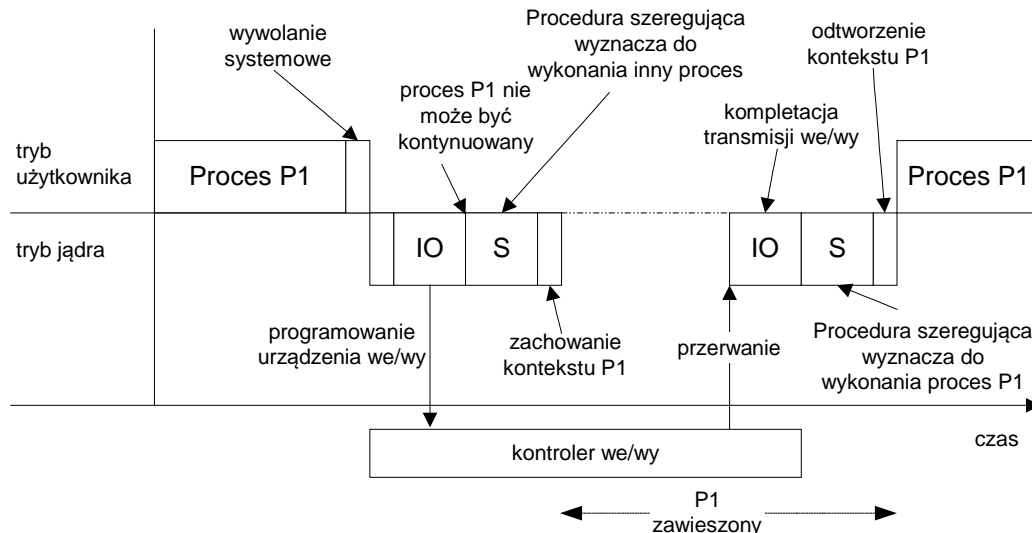 wywolanie
systemowe
Procedura szeregująca
wyznacza do
wykonania inny proces
odtworzenie
kontekstu P1
proces P1 nie
może być
kontynuowany
kompletacja
transmisji we/wy
tryb
użytkownika
Proces P1
Proces P1
tryb jądra
IO
S
IO
S
programowanie
urządzenia we/wy
zachowanie
kontekstu P1
przerwanie
Procedura szeregująca
wyznacza do
wykonania proces P1
czas
kontroler we/wy
P1
zawieszony